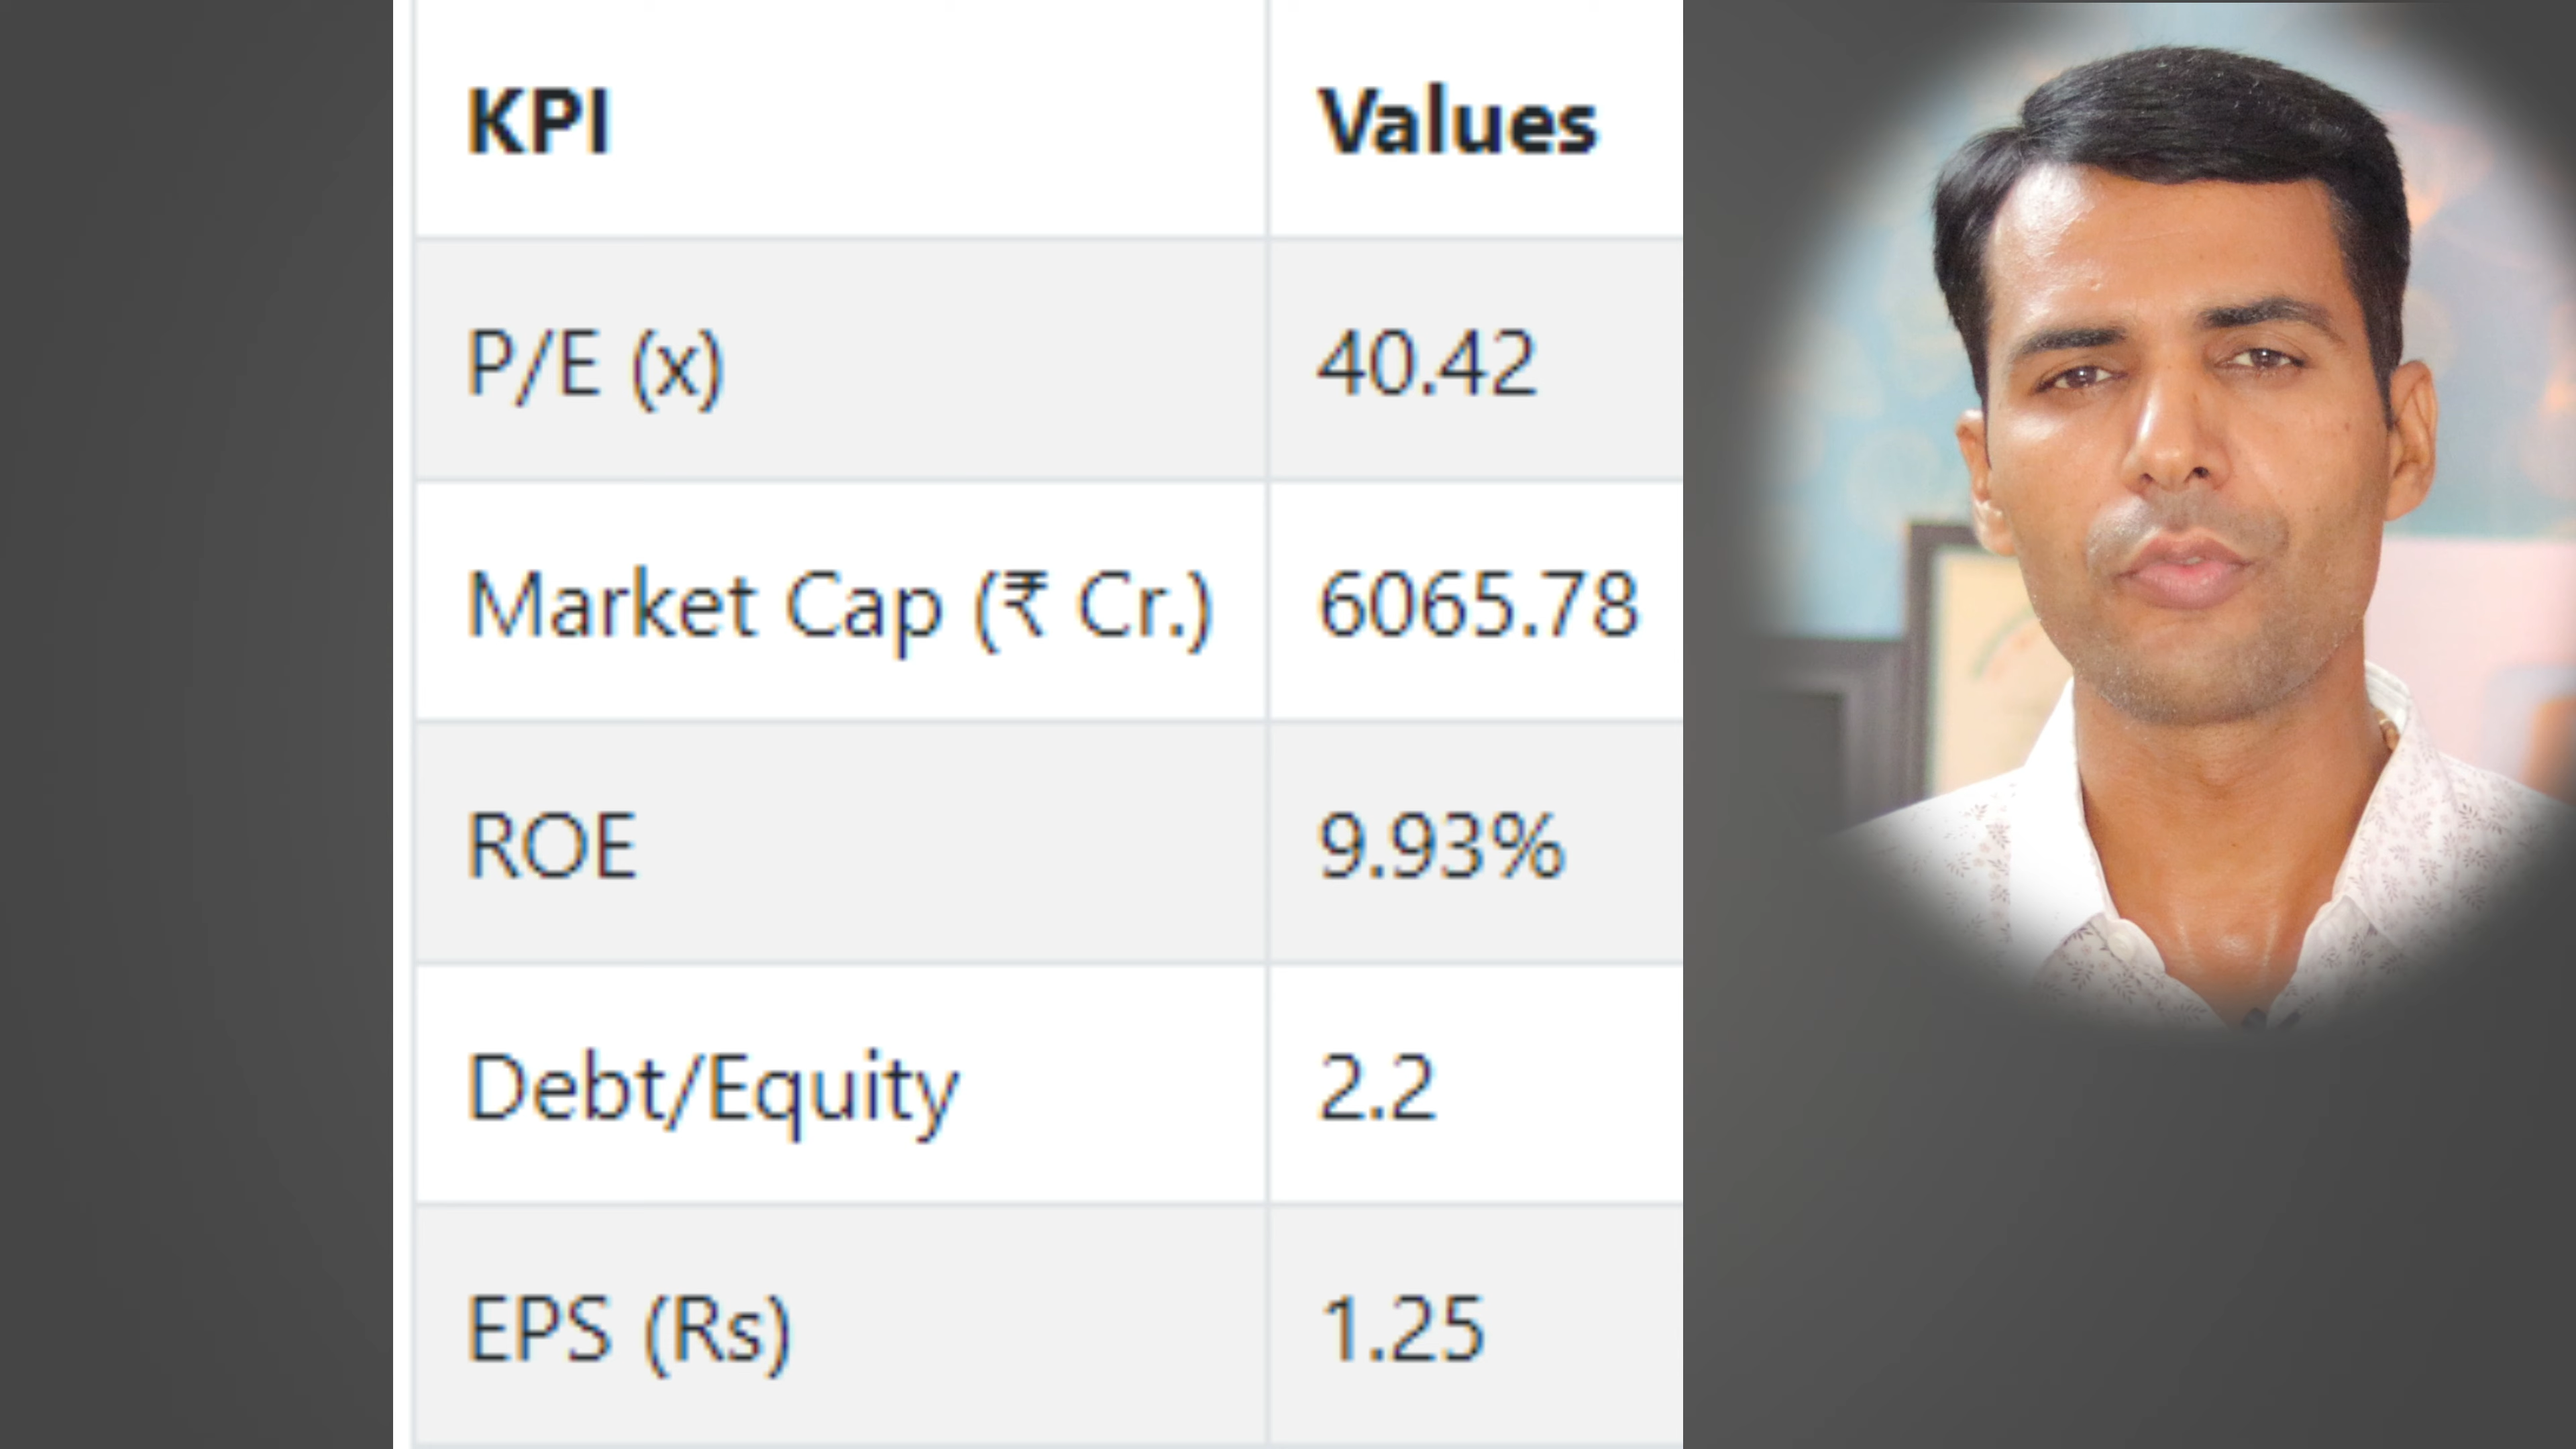 KPI Values
P/E (x) 40.42
Market Cap (₹ Cr.) 6065.78
ROE 9.93%
Debt/Equity 2.2
EPS (Rs) 1.25